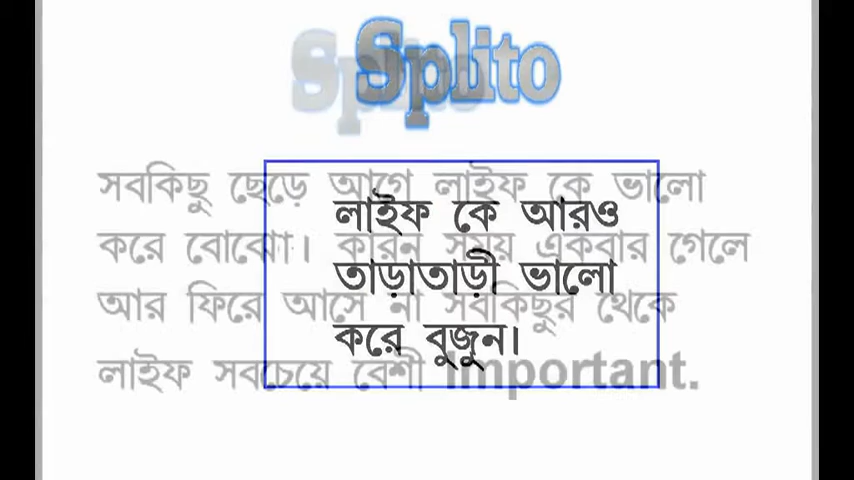 Splito
সবকিছু ছেড়ে আগে লাইফ কে ভালো
করে বোঝো। কারন সময় একবার গেলে
আর ফিরে আসে না সবকিছুর থেকে
লাইফ সবচেয়ে বেশী Important.
লাইফ কে আরও
তাড়াতাড়ী ভালো
করে বুজুন।